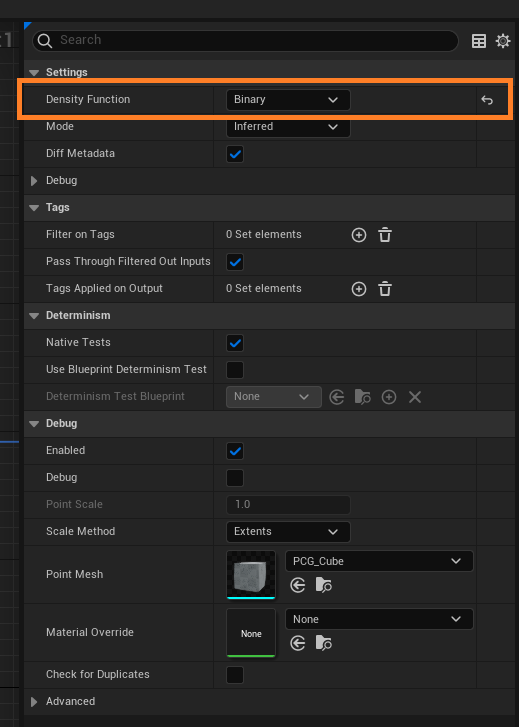 1
Search
Settings
Density Function Binary
Mode Inferred
Diff Metadata
Debug
Tags
Filter on Tags 0 Set elements
Pass Through Filtered Out Inputs
Tags Applied on Output 0 Set elements
Determinism
Native Tests
Use Blueprint Determinism Test
Determinism Test Blueprint None
Debug
Enabled
Debug
Point Scale 1.0
Scale Method Extents
Point Mesh PCG_Cube
Material Override None None
Check for Duplicates
Advanced